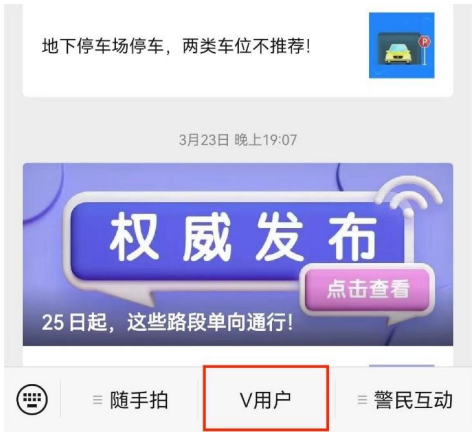 地下停车场停车，两类车位不推荐！
P
3月23日 晚上19:07
权威发布
点击查看
25日起，这些路段单向通行！
随手拍
V用户
警民互动